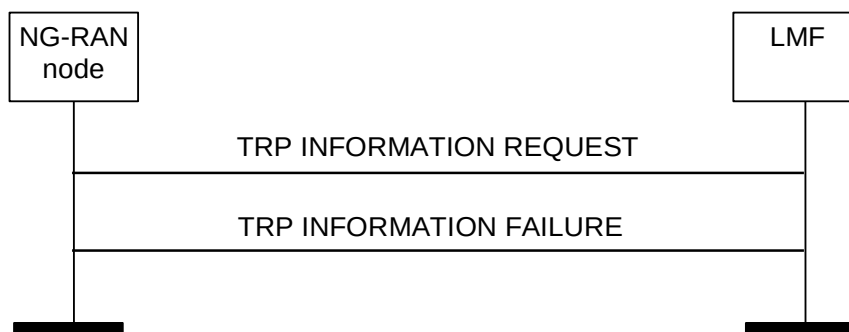 NG-RAN
node
LMF
TRP INFORMATION REQUEST
TRP INFORMATION FAILURE